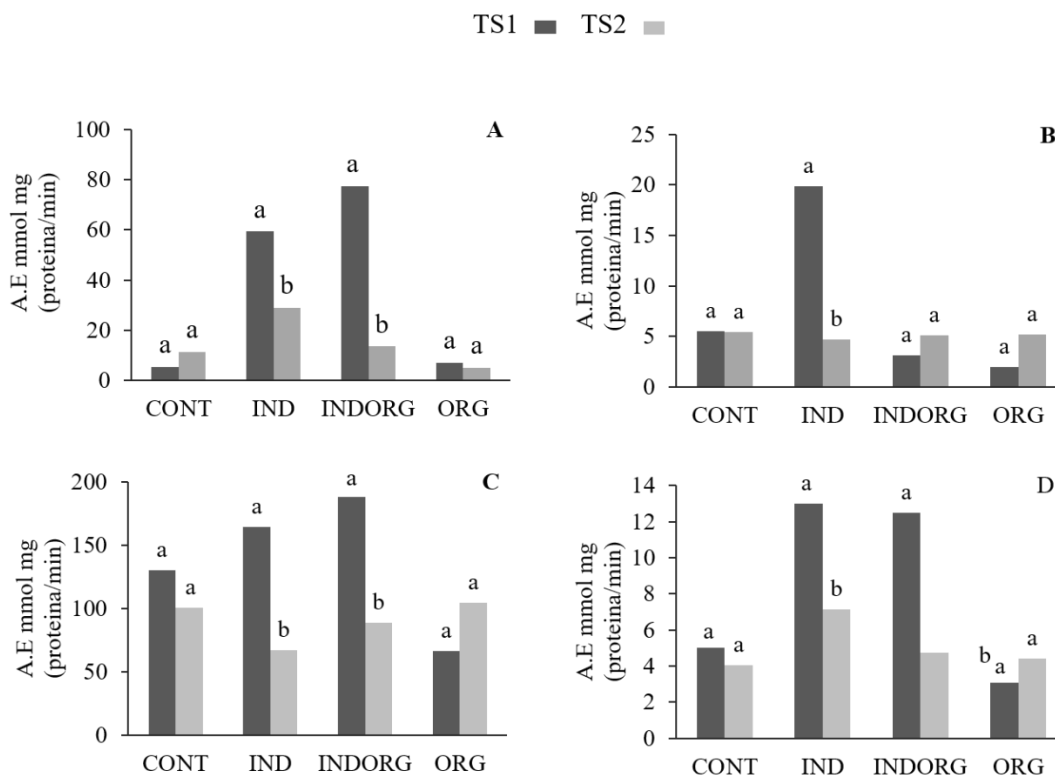 TS1 TS2
A
A.E mmol mg
(proteina/min)
100
80
60
40
20
0
a a a b a b a a
CONT IND INDORG ORG
B
A.E mmol mg
(proteina/min)
25
20
15
10
5
0
a a a b a a a a
CONT IND INDORG ORG
C
A.E mmol mg
(proteina/min)
200
150
100
50
0
a a a b a b a a
CONT IND INDORG ORG
D
A.E mmol mg
(proteina/min)
14
12
10
8
6
4
2
0
a a a b a b a a
CONT IND INDORG ORG